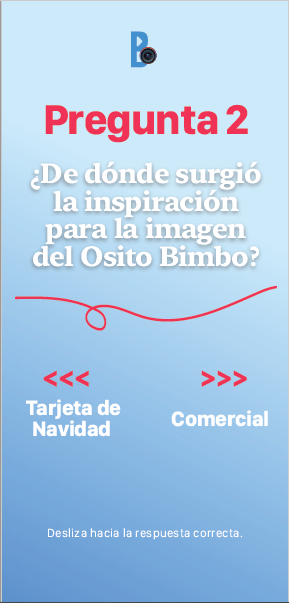 B
Pregunta 2
¿De dónde surgió
la inspiración
para la imagen
del Osito Bimbo?
<<< >>>
Tarjeta de
Navidad
Comercial
Desliza hacia la respuesta correcta.